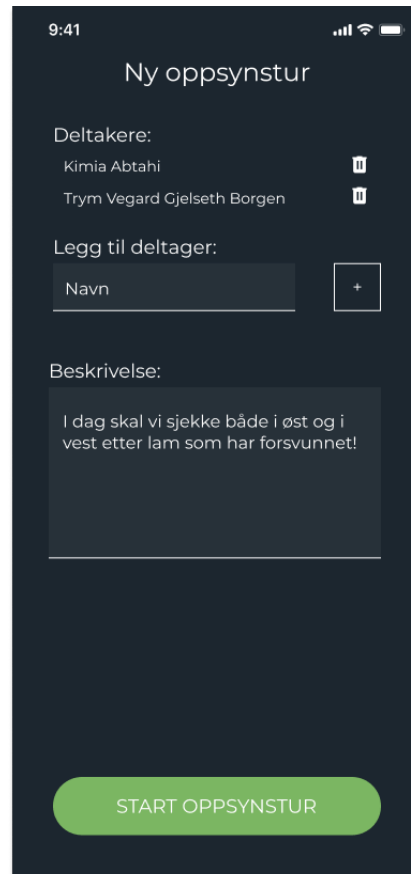 9:41
Ny oppsynstur
Deltakere:
Kimia Abtahi
Trym Vegard Gjelseth Borgen
Legg til deltager:
Navn
+
Beskrivelse:
I dag skal vi sjekke både i øst og i
vest etter lam som har forsvunnet!
START OPPSYNSTUR